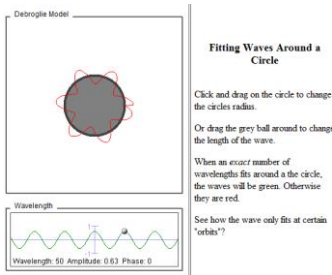 Debroglie Model
Fitting Waves Around a
Circle
Click and drag on the circle to change
the circles radius.
Or drag the grey ball around to change
the length of the wave.
When an exact number of
wavelengths fits around a the circle,
the waves will be green. Otherwise
they are red.
See how the wave only fits at certain
"orbits"?
Wavelength
1
-1
Wavelength: 50 Amplitude: 0.63 Phase: 0